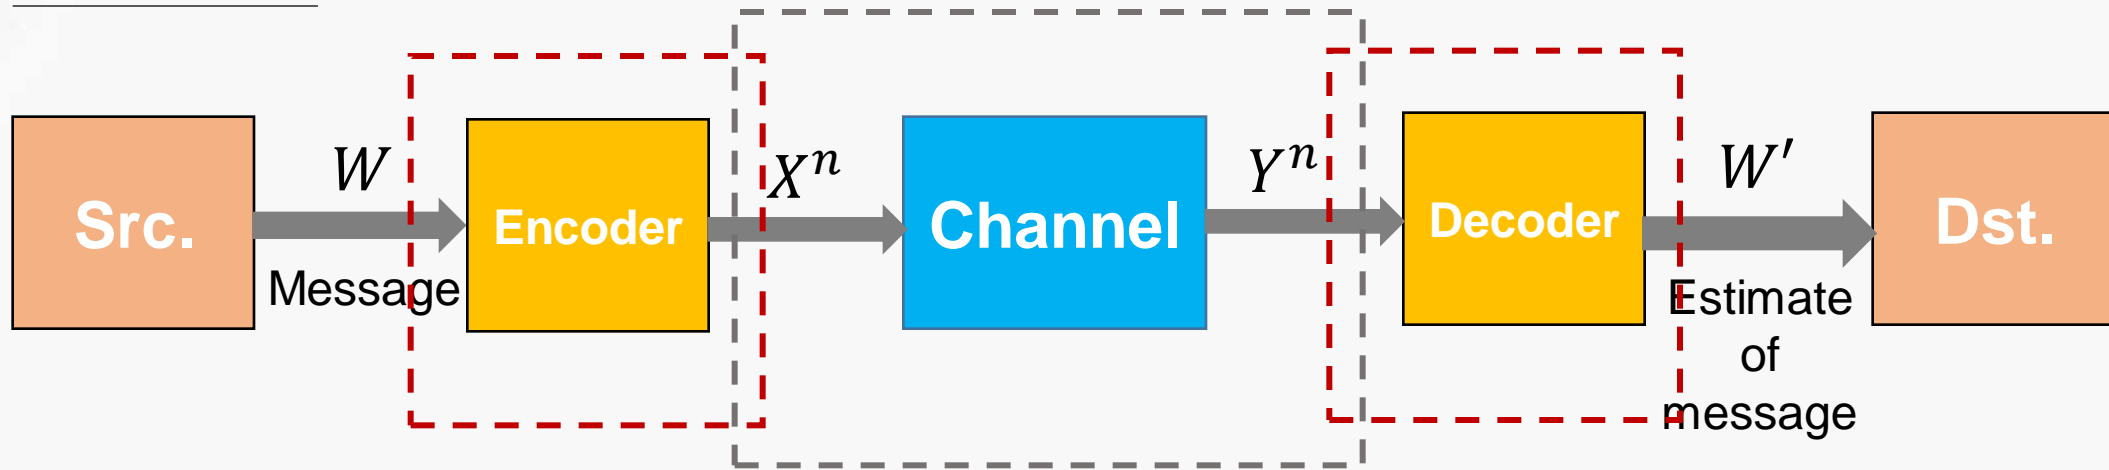 Src.
W
Message
Encoder
Xⁿ
Channel
Yⁿ
Decoder
W′
Estimate
of
message
Dst.